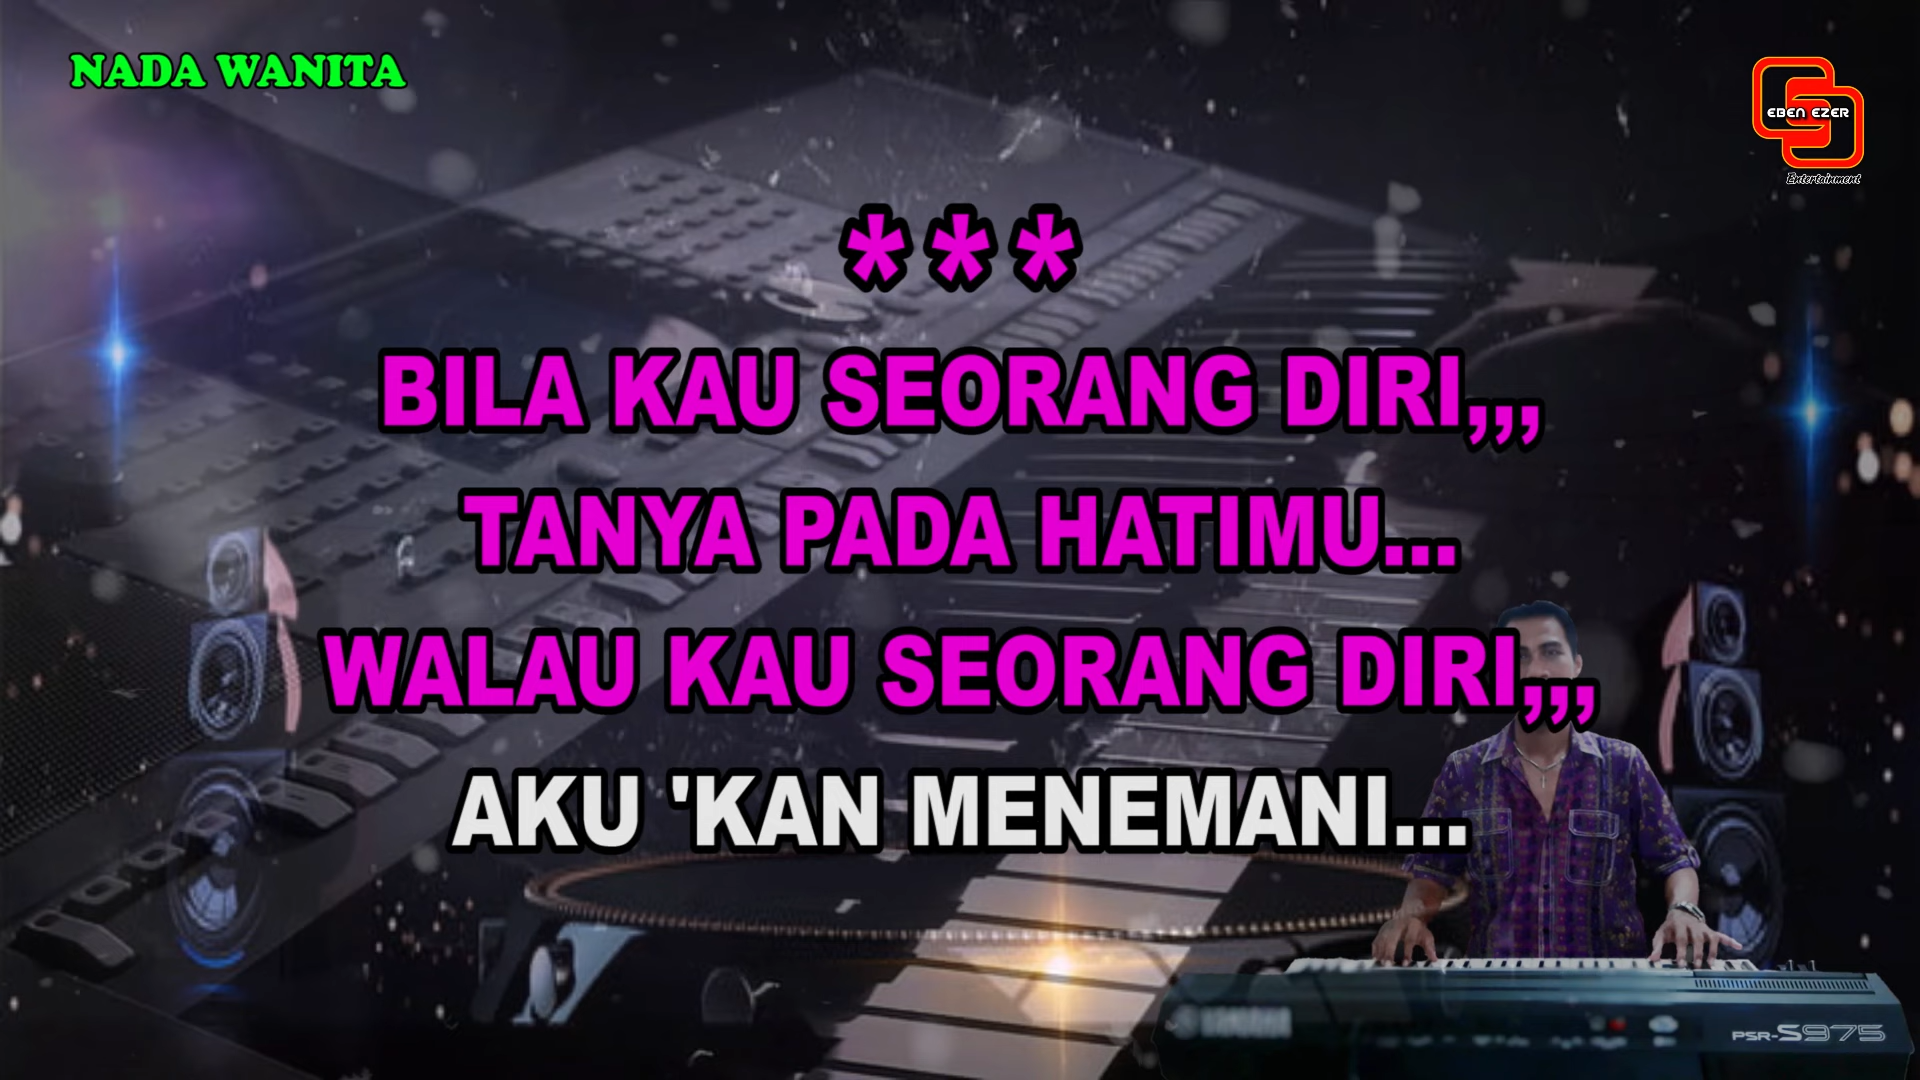 NADA WANITA
EBEN EZER
Entertainment
***
BILA KAU SEORANG DIRI,,,
TANYA PADA HATIMU...
WALAU KAU SEORANG DIRI,,,
AKU 'KAN MENEMANI...
PSR-S975